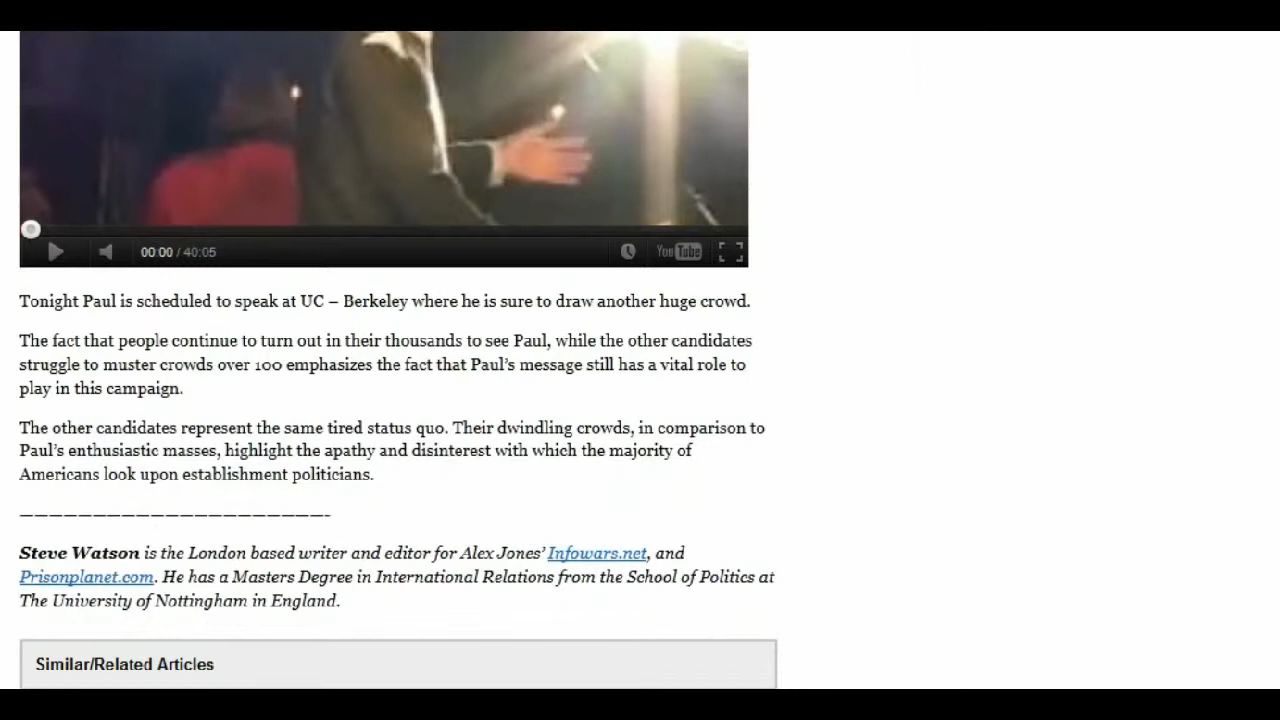 00:00 / 40:05
YouTube
Tonight Paul is scheduled to speak at UC – Berkeley where he is sure to draw another huge crowd.
The fact that people continue to turn out in their thousands to see Paul, while the other candidates
struggle to muster crowds over 100 emphasizes the fact that Paul's message still has a vital role to
play in this campaign.
The other candidates represent the same tired status quo. Their dwindling crowds, in comparison to
Paul's enthusiastic masses, highlight the apathy and disinterest with which the majority of
Americans look upon establishment politicians.
———————————————————-
Steve Watson is the London based writer and editor for Alex Jones' Infowars.net, and
Prisonplanet.com. He has a Masters Degree in International Relations from the School of Politics at
The University of Nottingham in England.
Similar/Related Articles